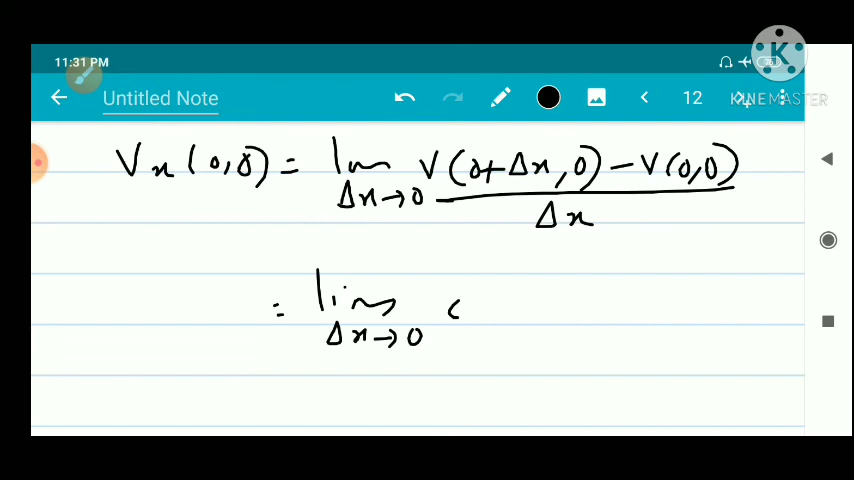 11:31 PM 76
K
Untitled Note 12
KINEMASTER
Vx(0,0) = lim V(0+Δx,0) − V(0,0)
Δx→0 Δx
= lim
Δx→0